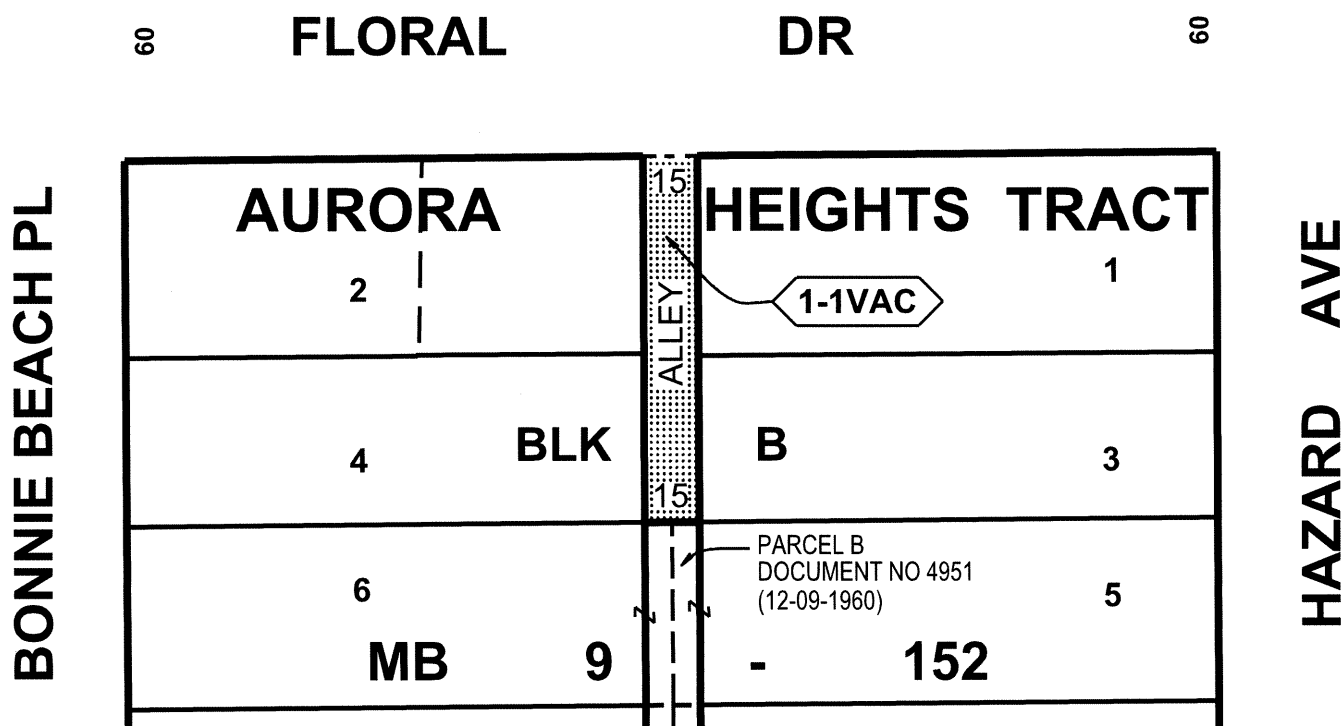 60 FLORAL DR 60
BONNIE BEACH PL
HAZARD AVE
AURORA HEIGHTS TRACT
15
2
1
1-1VAC
ALLEY
4
BLK B
3
15
PARCEL B
DOCUMENT NO 4951
(12-09-1960)
6
5
MB 9 - 152